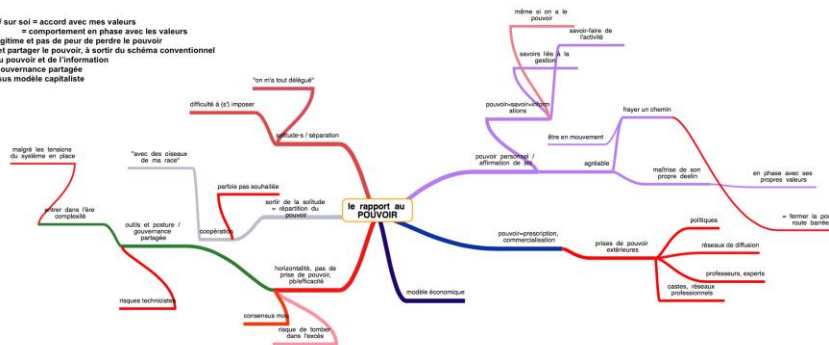 / sur soi = accord avec mes valeurs
= comportement en phase avec les valeurs
gitime et pas de peur de perdre le pouvoir
et partager le pouvoir, à sortir du schéma conventionnel
u pouvoir et de l'information
ouvernance partagée
sus modèle capitaliste
même si on a le
pouvoir
savoir-faire de
l'activité
savoirs liés à la
gestion
pouvoir=savoir=inform
ations
"on m'a tout délégué"
difficulté à (s') imposer
solitude-s / séparation
frayer un chemin
être en mouvement
pouvoir personnel /
affirmation de soi
agréable
maîtrise de son
propre destin
en phase avec ses
propres valeurs
= fermer la por
route barrée
malgré les tensions
du système en place
"avec des oiseaux
de ma race"
parfois pas souhaitée
sortir de la solitude
= répartition du
pouvoir
coopération
le rapport au
POUVOIR
entrer dans l'ère
complexité
outils et posture /
gouvernance
partagée
pouvoir=prescription,
commercialisation
prises de pouvoir
extérieures
politiques
réseaux de diffusion
professeurs, experts
castes, réseaux
professionnels
horizontalité, pas de
prise de pouvoir,
pb/efficacité
modèle économique
risques technicistes
consensus mou
risque de tomber
dans l'excès